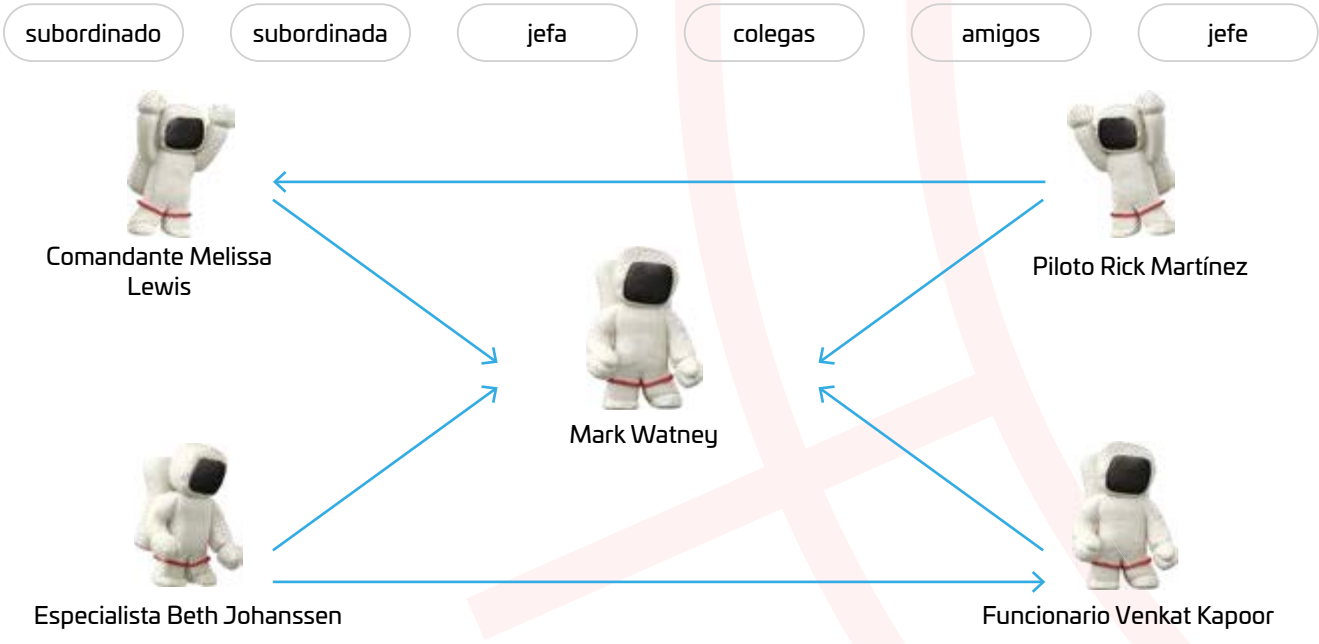 subordinado
subordinada
jefa
colegas
amigos
jefe
Comandante Melissa
Lewis
Piloto Rick Martínez
Mark Watney
Especialista Beth Johanssen
Funcionario Venkat Kapoor